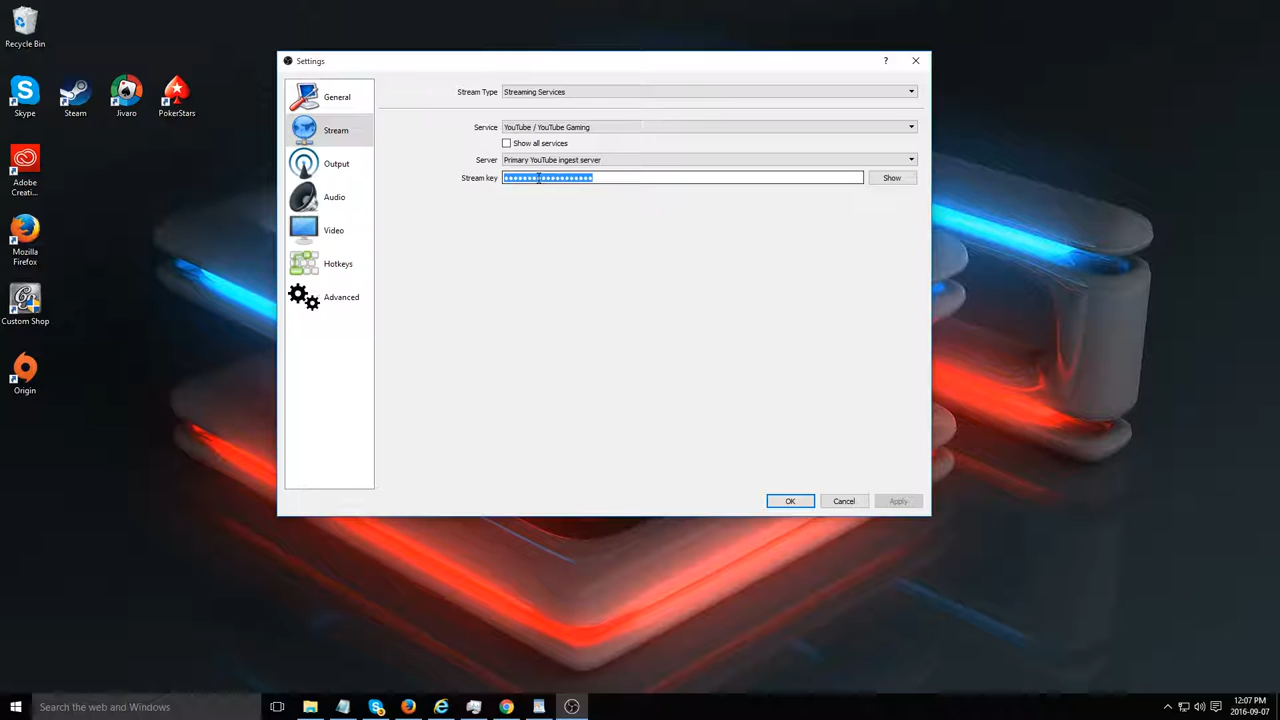 Recycle Bin
Skype
Steam
Jivaro
PokerStars
Adobe
Creati...
Mozilla
Firefox
Custom Shop
Origin
Settings
?
General
Stream
Output
Audio
Video
Hotkeys
Advanced
Stream Type
Streaming Services
Service
YouTube / YouTube Gaming
Show all services
Server
Primary YouTube ingest server
Stream key
Show
OK
Cancel
Apply
Search the web and Windows
12:07 PM
2016-09-07